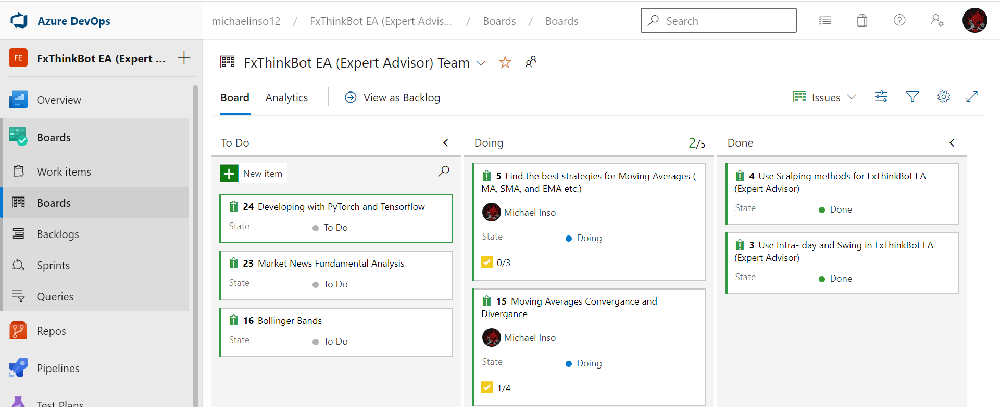 Azure DevOps
michaelinso12 / FxThinkBot EA (Expert Advis... / Boards / Boards
Search
FE FxThinkBot EA (Expert ...
Overview
Boards
Work items
Boards
Backlogs
Sprints
Queries
Repos
Pipelines
Test Plans
FxThinkBot EA (Expert Advisor) Team
Board Analytics View as Backlog
Issues
To Do
New item
24 Developing with PyTorch and Tensorflow
State To Do
23 Market News Fundamental Analysis
State To Do
16 Bollinger Bands
State To Do
Doing 2/5
5 Find the best strategies for Moving Averages (
MA, SMA, and EMA etc.)
Michael Inso
State Doing
0/3
15 Moving Averages Convergance and
Divergance
Michael Inso
State Doing
1/4
Done
4 Use Scalping methods for FxThinkBot EA
(Expert Advisor)
State Done
3 Use Intra- day and Swing in FxThinkBot EA
(Expert Advisor)
State Done